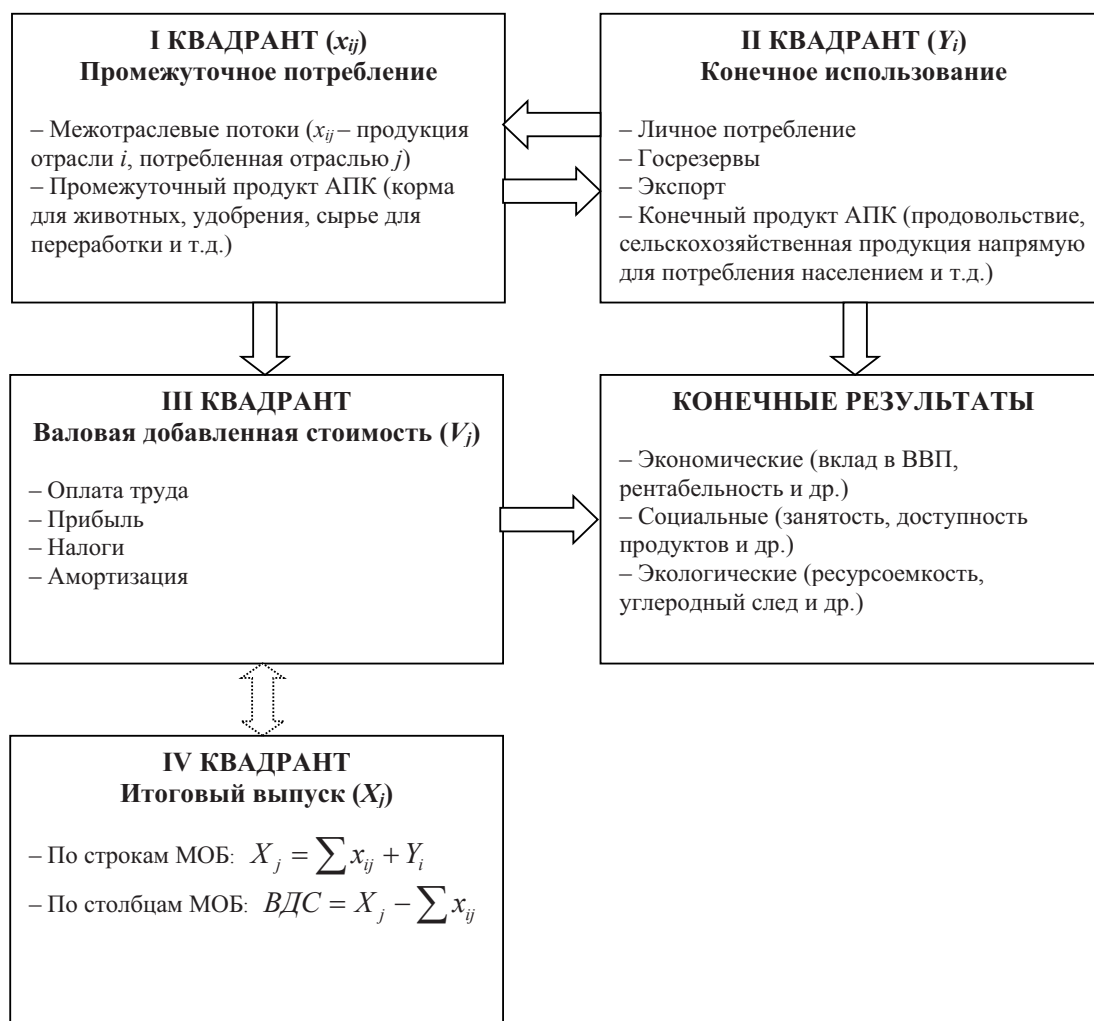 I КВАДРАНТ (xij)
Промежуточное потребление
– Межотраслевые потоки (xij – продукция
отрасли i, потребленная отраслью j)
– Промежуточный продукт АПК (корма
для животных, удобрения, сырье для
переработки и т.д.)
II КВАДРАНТ (Yi)
Конечное использование
– Личное потребление
– Госрезервы
– Экспорт
– Конечный продукт АПК (продовольствие,
сельскохозяйственная продукция напрямую
для потребления населением и т.д.)
III КВАДРАНТ
Валовая добавленная стоимость (Vj)
– Оплата труда
– Прибыль
– Налоги
– Амортизация
КОНЕЧНЫЕ РЕЗУЛЬТАТЫ
– Экономические (вклад в ВВП,
рентабельность и др.)
– Социальные (занятость, доступность
продуктов и др.)
– Экологические (ресурсоемкость,
углеродный след и др.)
IV КВАДРАНТ
Итоговый выпуск (Xj)
– По строкам МОБ: Xj = ∑ xij + Yi
– По столбцам МОБ: ВДС = Xj − ∑ xij